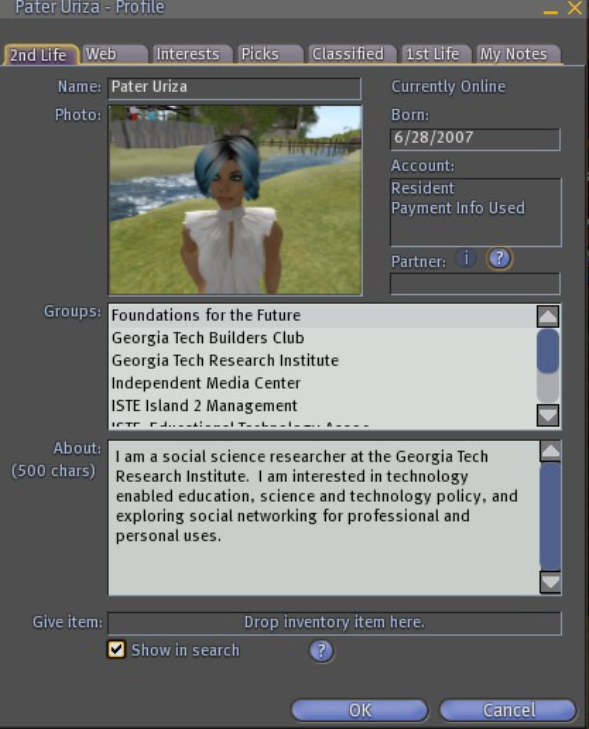 Pater Uriza - Profile
2nd Life Web Interests Picks Classified 1st Life My Notes
Name: Pater Uriza
Currently Online
Photo:
Born:
6/28/2007
Account:
Resident
Payment Info Used
Partner: i ?
Groups: Foundations for the Future
Georgia Tech Builders Club
Georgia Tech Research Institute
Independent Media Center
ISTE Island 2 Management
ISTE Educational Technology
About:
(500 chars)
I am a social science researcher at the Georgia Tech
Research Institute.  I am interested in technology
enabled education, science and technology policy, and
exploring social networking for professional and
personal uses.
Give item: Drop inventory item here.
Show in search ?
OK Cancel